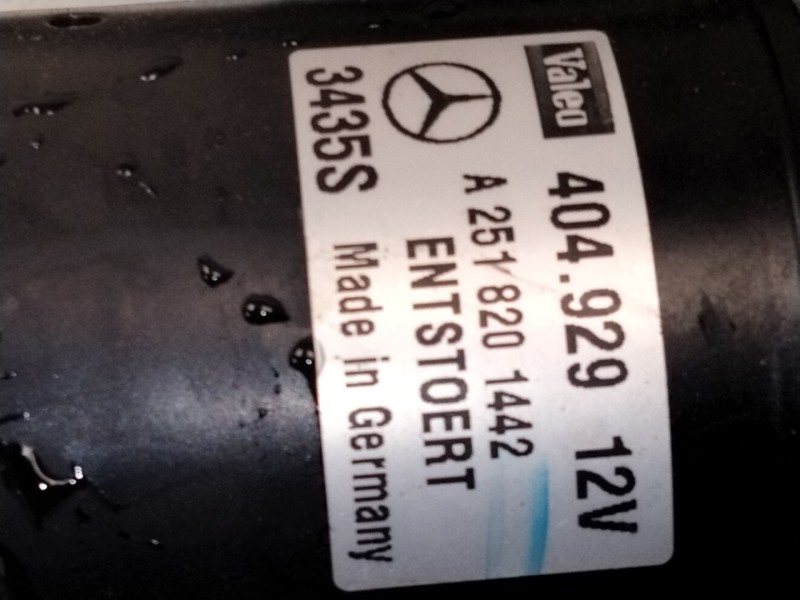 Valeo 404.929 12V
A 251 820 1442
ENTSTOERT
3435S Made in Germany